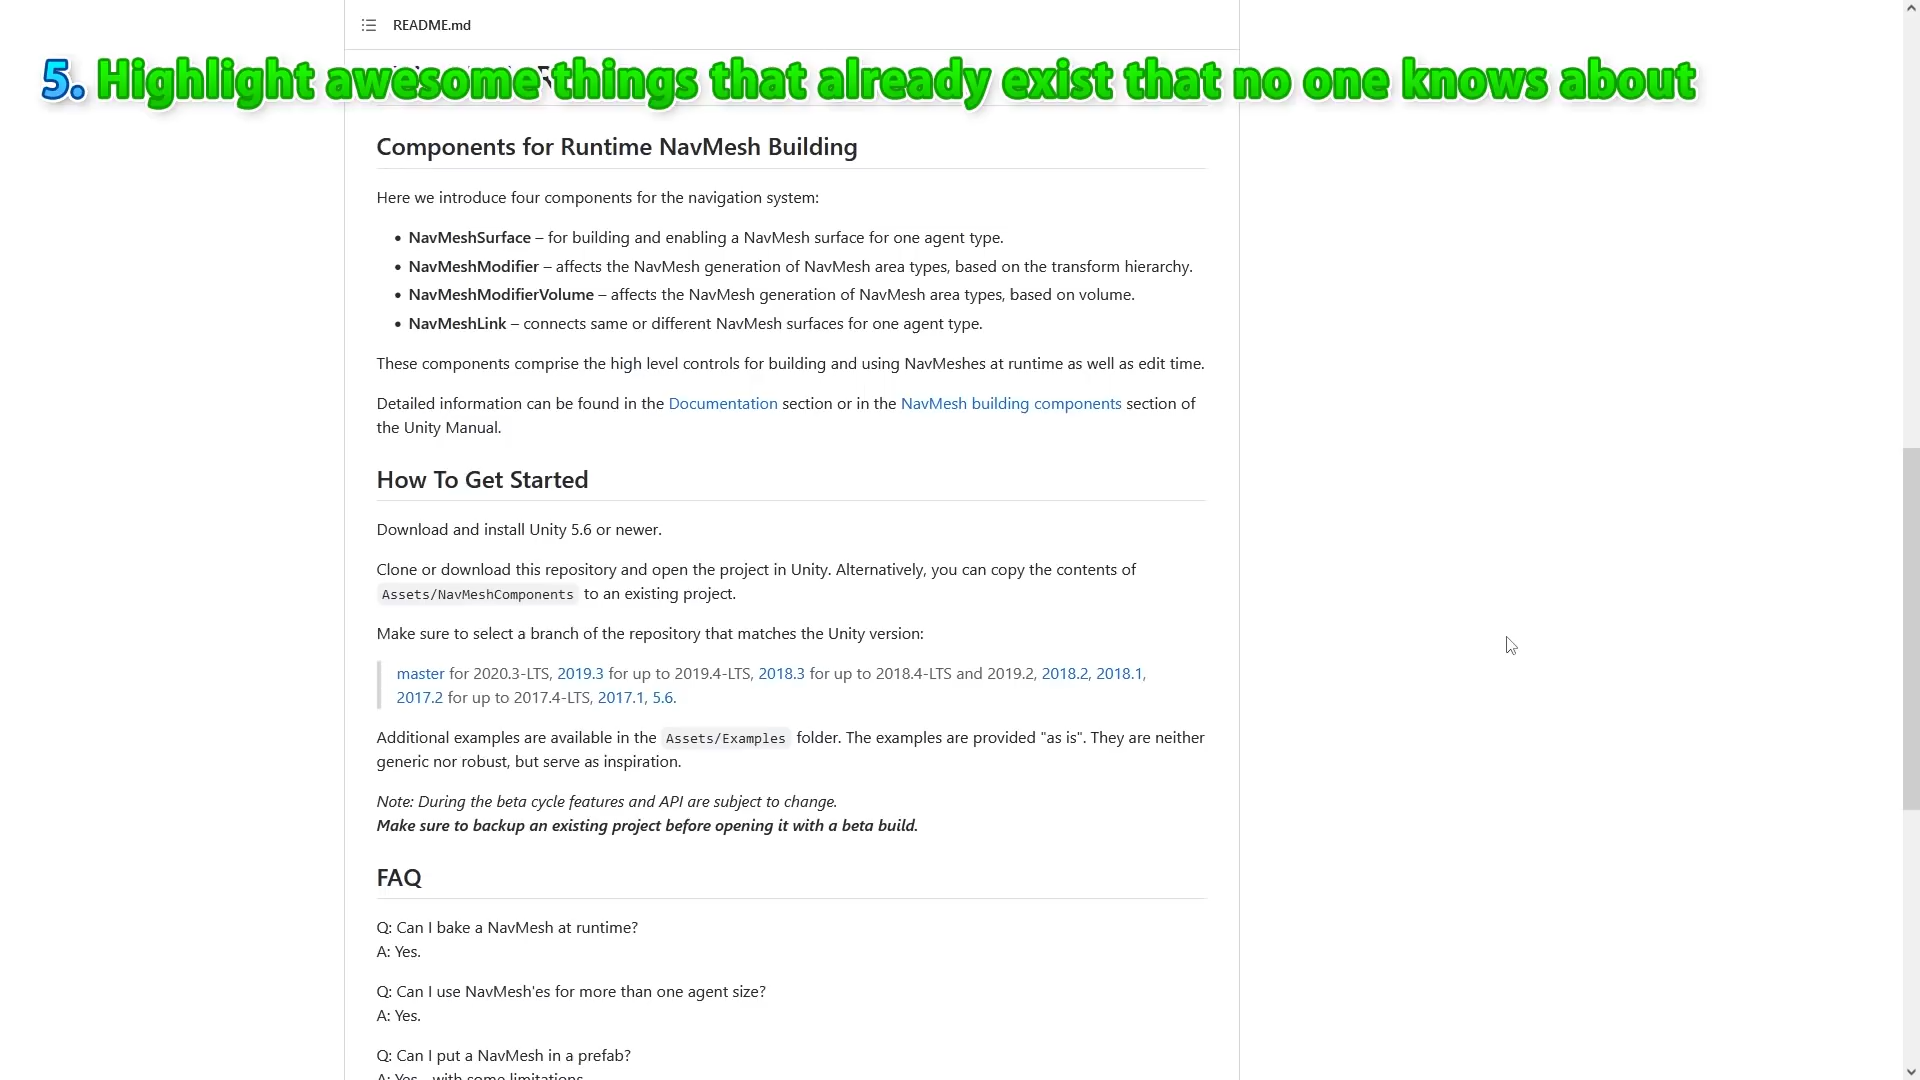 README.md
5. Highlight awesome things that already exist that no one knows about
Components for Runtime NavMesh Building
Here we introduce four components for the navigation system:
• NavMeshSurface – for building and enabling a NavMesh surface for one agent type.
• NavMeshModifier – affects the NavMesh generation of NavMesh area types, based on the transform hierarchy.
• NavMeshModifierVolume – affects the NavMesh generation of NavMesh area types, based on volume.
• NavMeshLink – connects same or different NavMesh surfaces for one agent type.
These components comprise the high level controls for building and using NavMeshes at runtime as well as edit time.
Detailed information can be found in the Documentation section or in the NavMesh building components section of
the Unity Manual.
How To Get Started
Download and install Unity 5.6 or newer.
Clone or download this repository and open the project in Unity. Alternatively, you can copy the contents of
Assets/NavMeshComponents to an existing project.
Make sure to select a branch of the repository that matches the Unity version:
master for 2020.3-LTS, 2019.3 for up to 2019.4-LTS, 2018.3 for up to 2018.4-LTS and 2019.2, 2018.2, 2018.1,
2017.2 for up to 2017.4-LTS, 2017.1, 5.6.
Additional examples are available in the Assets/Examples folder. The examples are provided "as is". They are neither
generic nor robust, but serve as inspiration.
Note: During the beta cycle features and API are subject to change.
Make sure to backup an existing project before opening it with a beta build.
FAQ
Q: Can I bake a NavMesh at runtime?
A: Yes.
Q: Can I use NavMesh'es for more than one agent size?
A: Yes.
Q: Can I put a NavMesh in a prefab?
A: Yes - with some limitations.